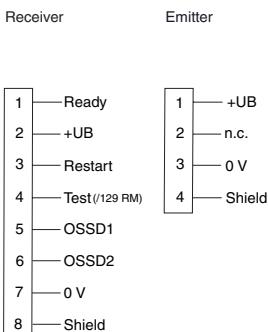 Receiver
1 Ready
2 +UB
3 Restart
4 Test(/129 RM)
5 OSSD1
6 OSSD2
7 0 V
8 Shield
Emitter
1 +UB
2 n.c.
3 0 V
4 Shield